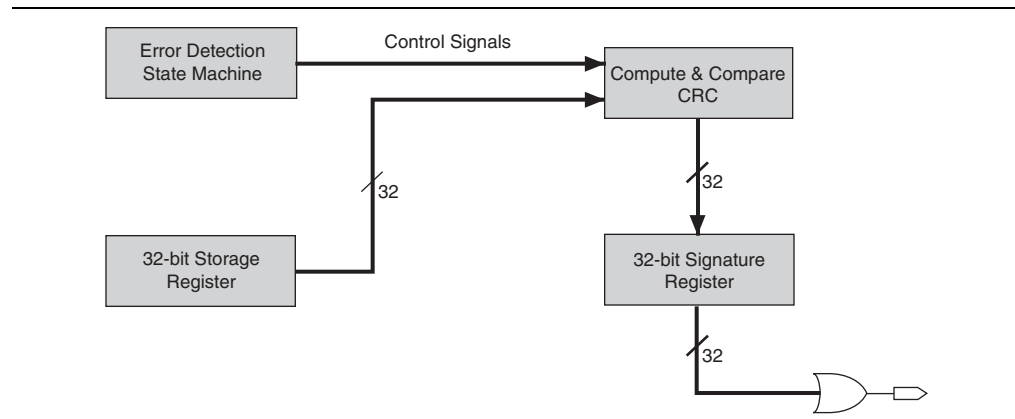 Error Detection
State Machine
Control Signals
Compute & Compare
CRC
32
32
32-bit Storage
Register
32-bit Signature
Register
32